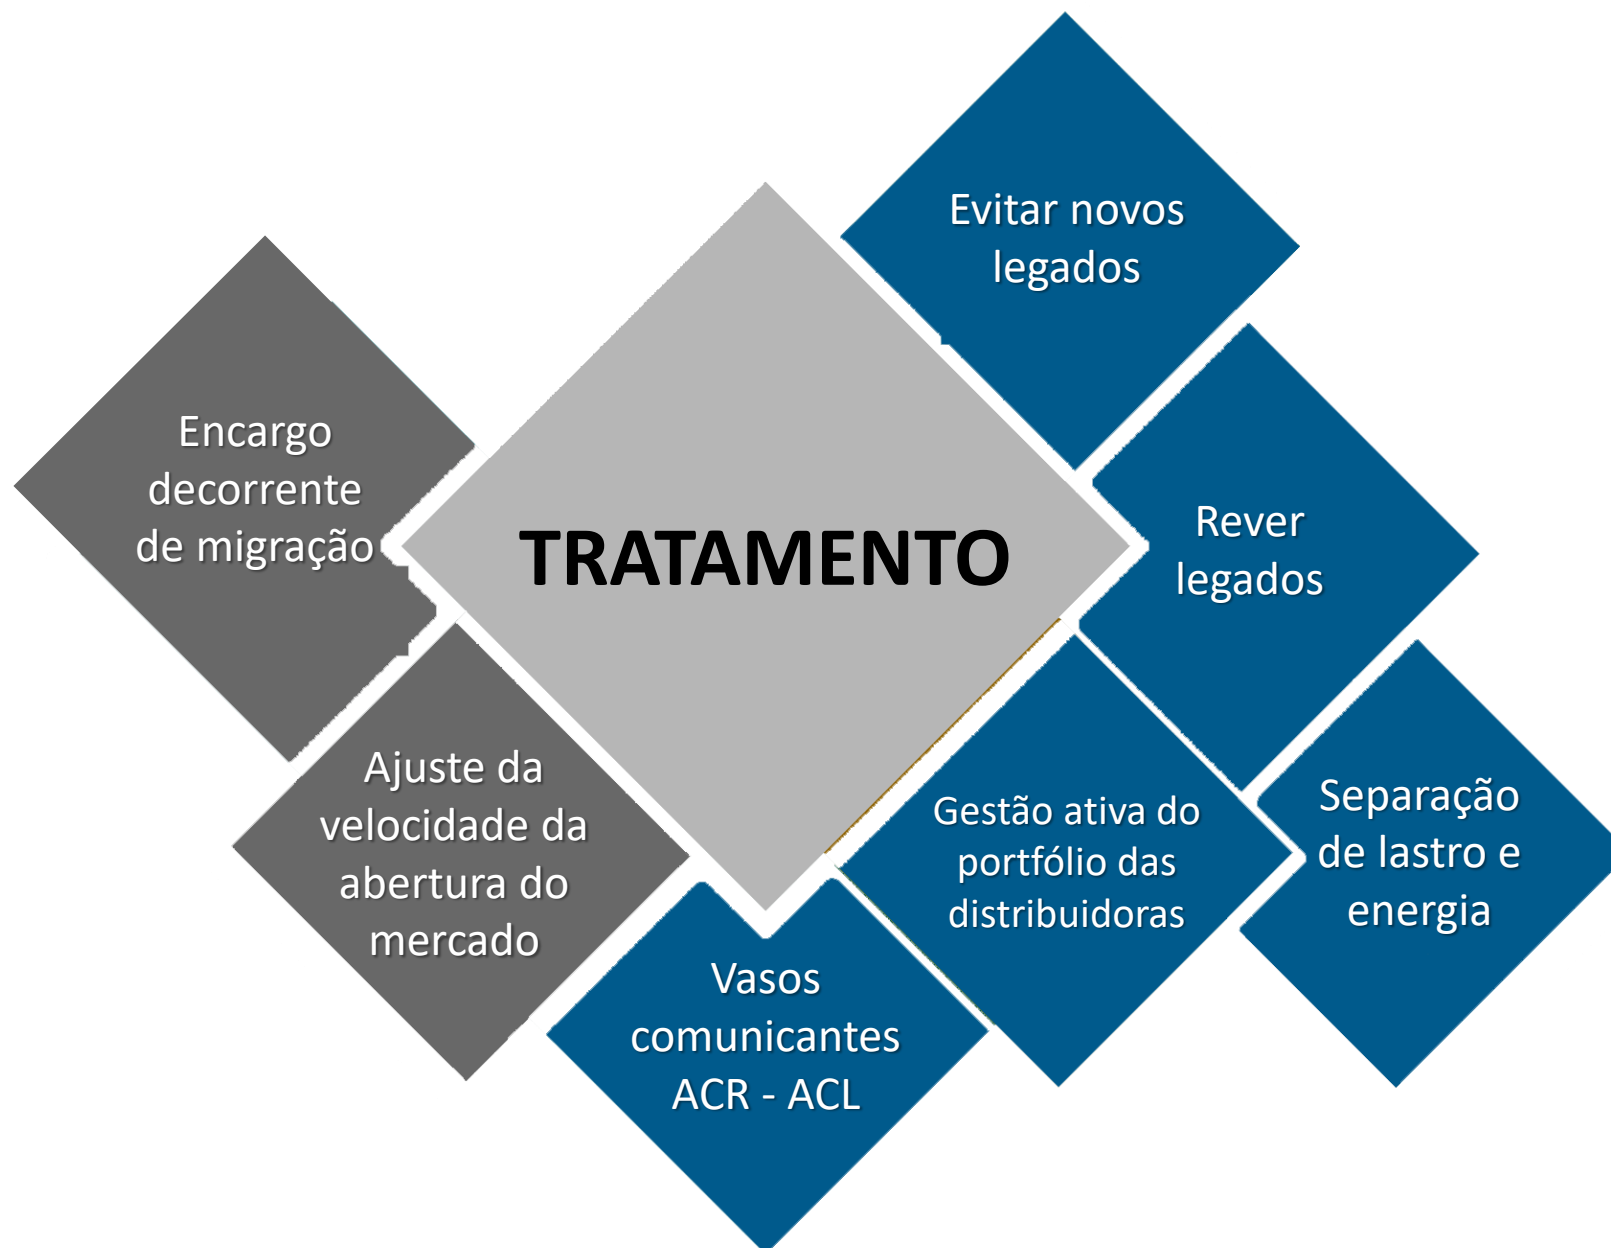 Evitar novos
legados
Encargo
decorrente
de migração
TRATAMENTO
Rever
legados
Ajuste da
velocidade da
abertura do
mercado
Gestão ativa do
portfólio das
distribuidoras
Separação
de lastro e
energia
Vasos
comunicantes
ACR - ACL